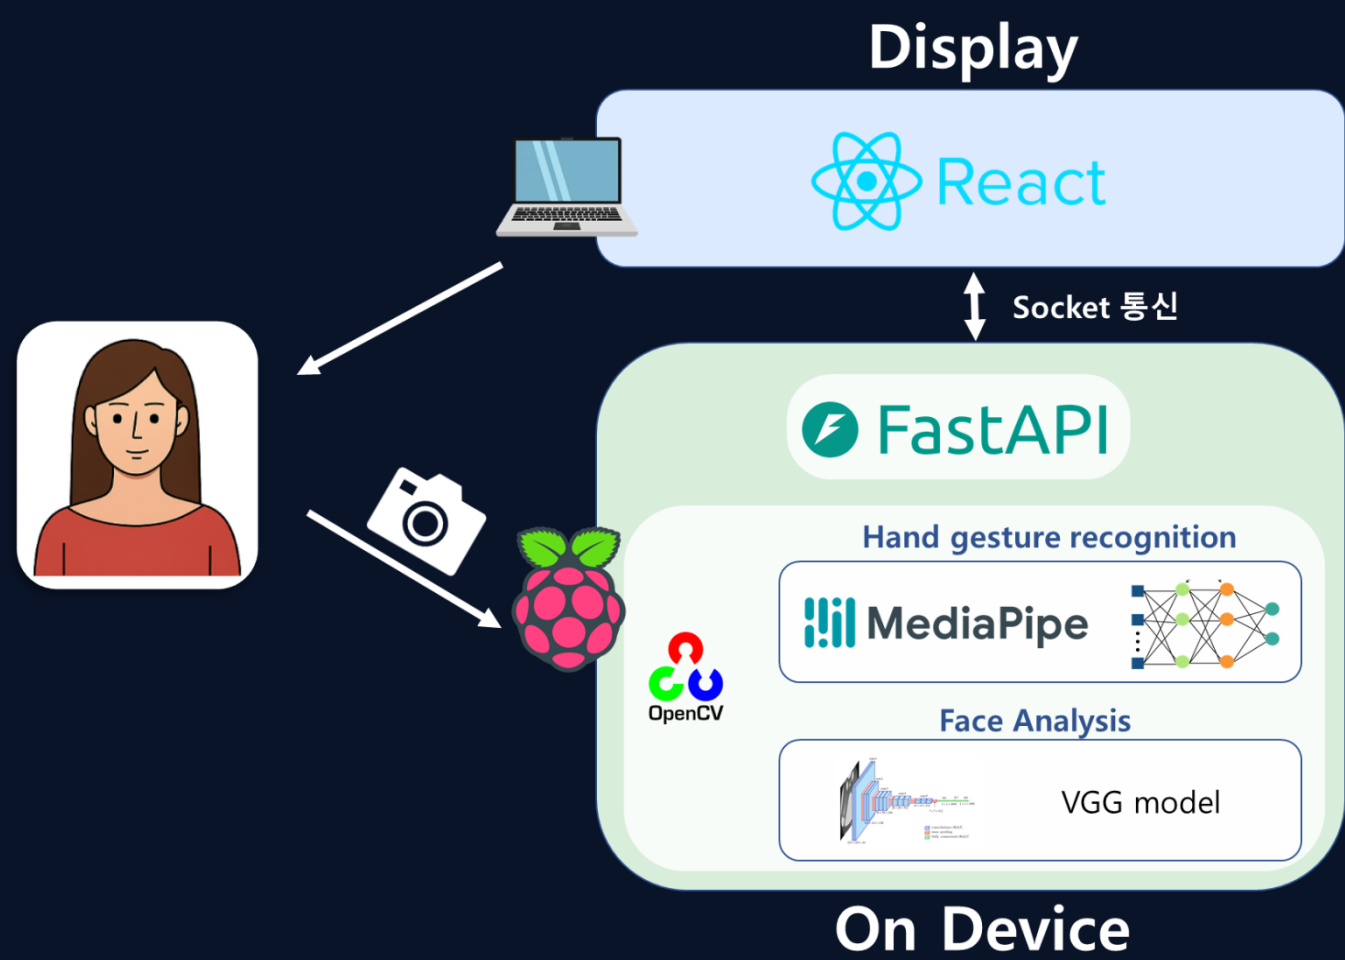 Display
React
Socket 통신
FastAPI
Hand gesture recognition
MediaPipe
OpenCV
Face Analysis
VGG model
On Device